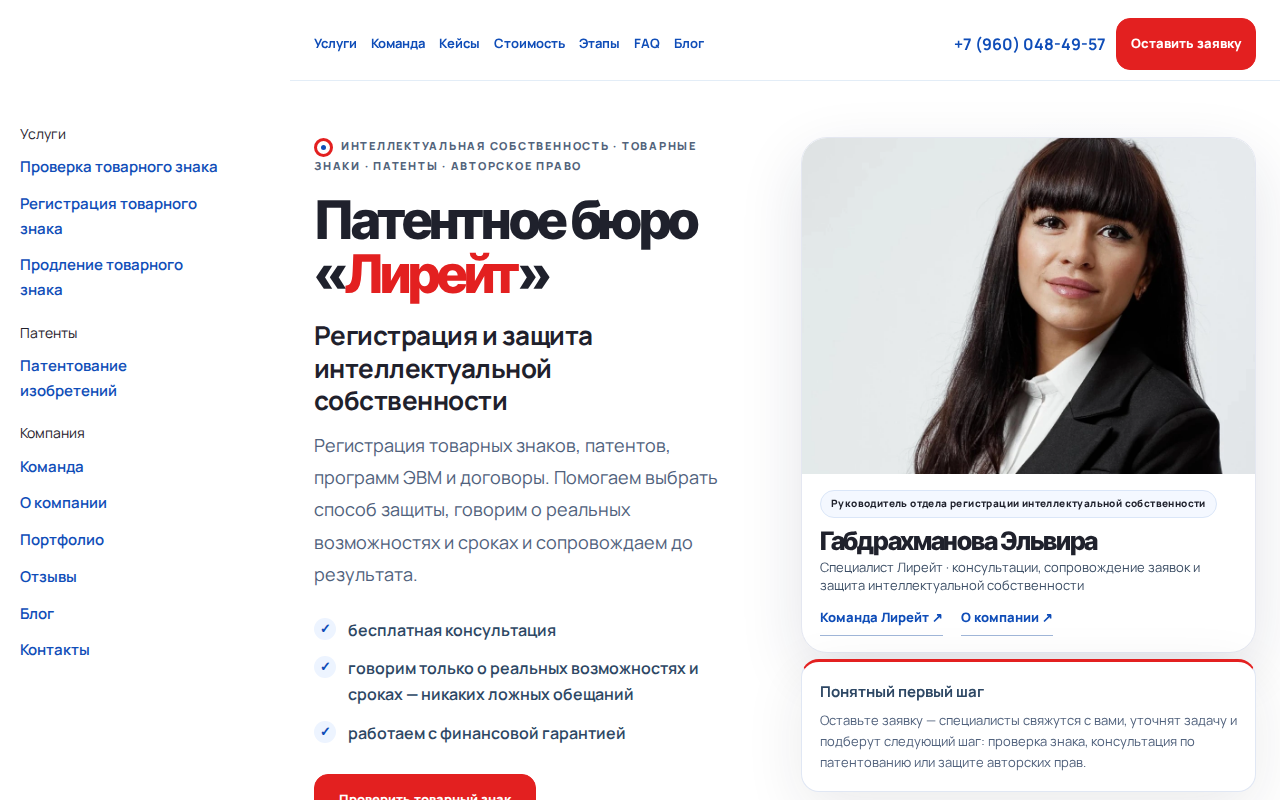 Услуги Команда Кейсы Стоимость Этапы FAQ Блог
+7 (960) 048-49-57
Оставить заявку
Услуги
Проверка товарного знака
Регистрация товарного
знака
Продление товарного
знака
Патенты
Патентование
изобретений
Компания
Команда
О компании
Портфолио
Отзывы
Блог
Контакты
ИНТЕЛЛЕКТУАЛЬНАЯ СОБСТВЕННОСТЬ · ТОВАРНЫЕ
ЗНАКИ · ПАТЕНТЫ · АВТОРСКОЕ ПРАВО
Патентное бюро
«Лирейт»
Регистрация и защита
интеллектуальной
собственности
Регистрация товарных знаков, патентов,
программ ЭВМ и договоры. Помогаем выбрать
способ защиты, говорим о реальных
возможностях и сроках и сопровождаем до
результата.
✓ бесплатная консультация
✓ говорим только о реальных возможностях и
сроках — никаких ложных обещаний
✓ работаем с финансовой гарантией
Проверить товарный знак
Руководитель отдела регистрации интеллектуальной собственности
Габдрахманова Эльвира
Специалист Лирейт · консультации, сопровождение заявок и
защита интеллектуальной собственности
Команда Лирейт ↗ О компании ↗
Понятный первый шаг
Оставьте заявку — специалисты свяжутся с вами, уточнят задачу и
подберут следующий шаг: проверка знака, консультация по
патентованию или защите авторских прав.